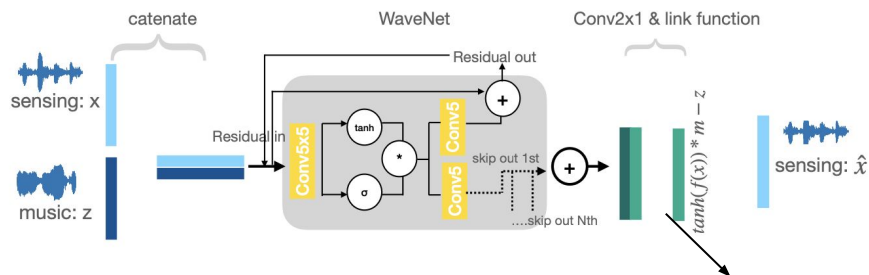 catenate
WaveNet
Conv2x1 & link function
sensing: x
music: z
Residual in
Residual out
Conv5x5
tanh
σ
*
Conv5
Conv5
+
skip out 1st
....skip out Nth
+
tanh(f(x)) * m − z
sensing: x̂